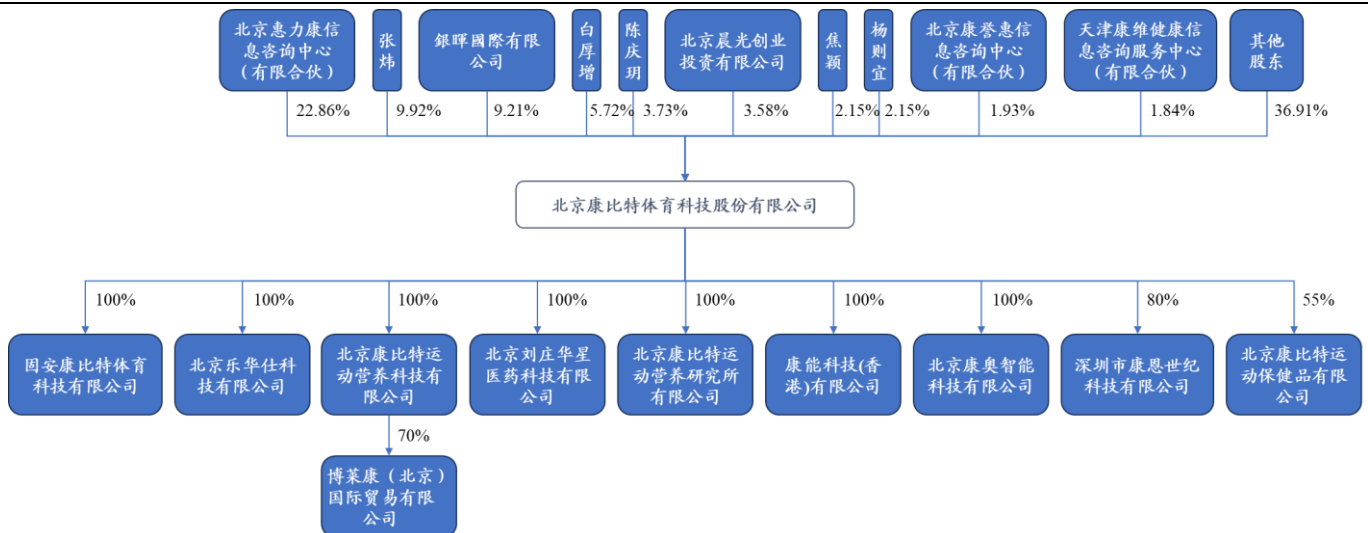 北京惠力康信
息咨询中心
（有限合伙）
张
炜
銀暉國際有限
公司
白
厚
增
陈
庆
玥
北京晨光创业
投资有限公司
焦
颖
杨
则
宜
北京康誉惠信
息咨询中心
（有限合伙）
天津康维健康信
息咨询服务中心
（有限合伙）
其他
股东
22.86%
9.92%
9.21%
5.72%
3.73%
3.58%
2.15%
2.15%
1.93%
1.84%
36.91%
北京康比特体育科技股份有限公司
100%
100%
100%
100%
100%
100%
100%
80%
55%
固安康比特体育
科技有限公司
北京乐华仕科
技有限公司
北京康比特运
动营养科技有
限公司
北京刘庄华星
医药科技有限
公司
北京康比特运
动营养研究所
有限公司
康能科技(香
港)有限公司
北京康奥智能
科技有限公司
深圳市康恩世纪
科技有限公司
北京康比特运
动保健品有限
公司
70%
博莱康（北京）
国际贸易有限
公司